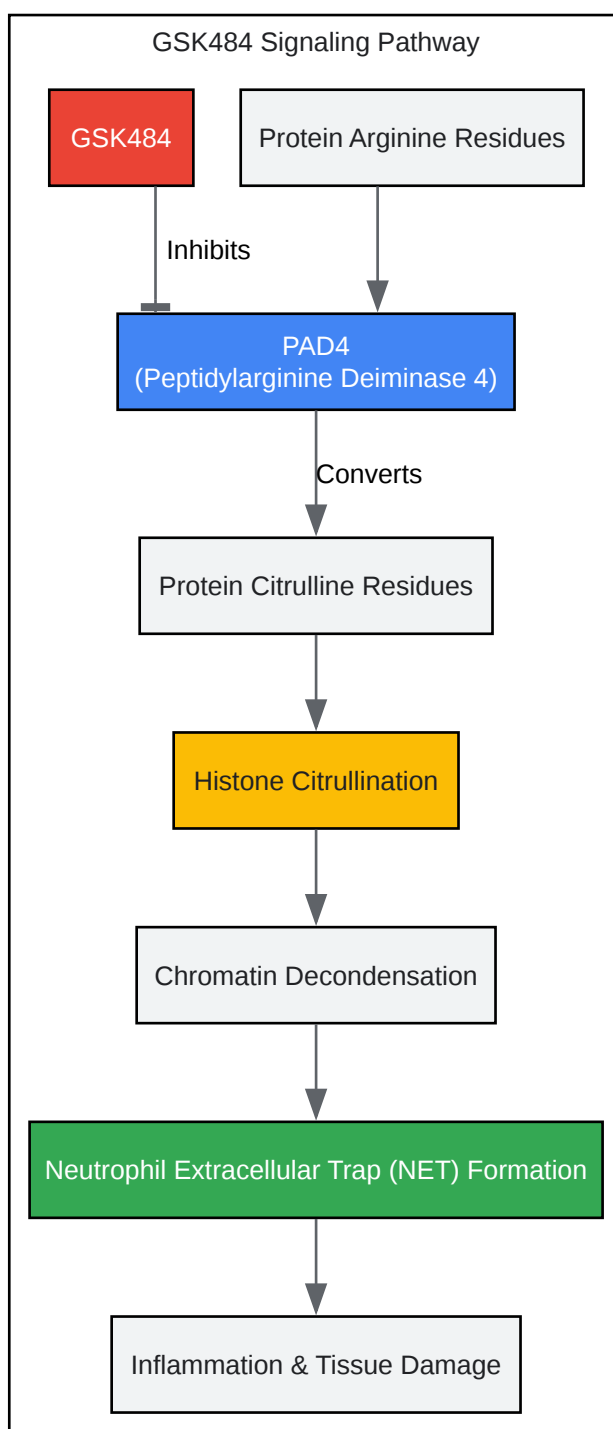 GSK484 Signaling Pathway
GSK484
Protein Arginine Residues
Inhibits
PAD4
(Peptidylarginine Deiminase 4)
Converts
Protein Citrulline Residues
Histone Citrullination
Chromatin Decondensation
Neutrophil Extracellular Trap (NET) Formation
Inflammation & Tissue Damage